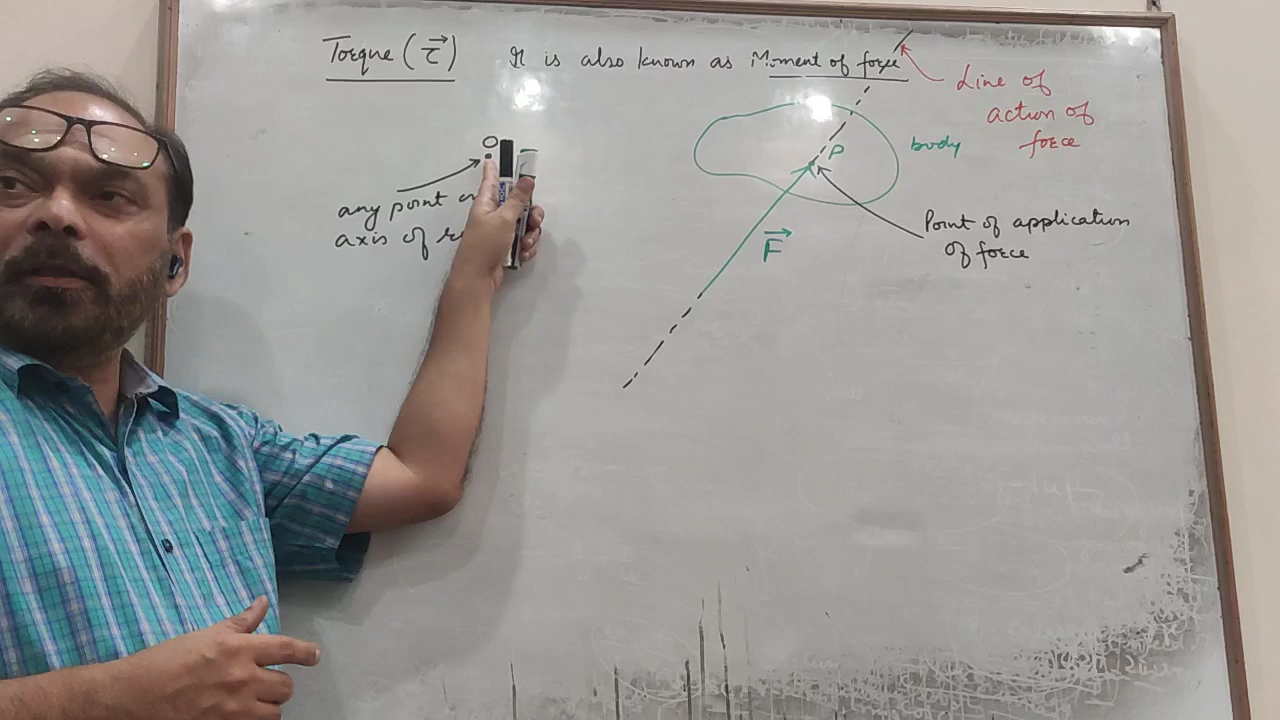 Torque (τ⃗) It is also known as Moment of force
Line of
action of
force
O
any point on
axis of
body
P
F⃗
Point of application
of force